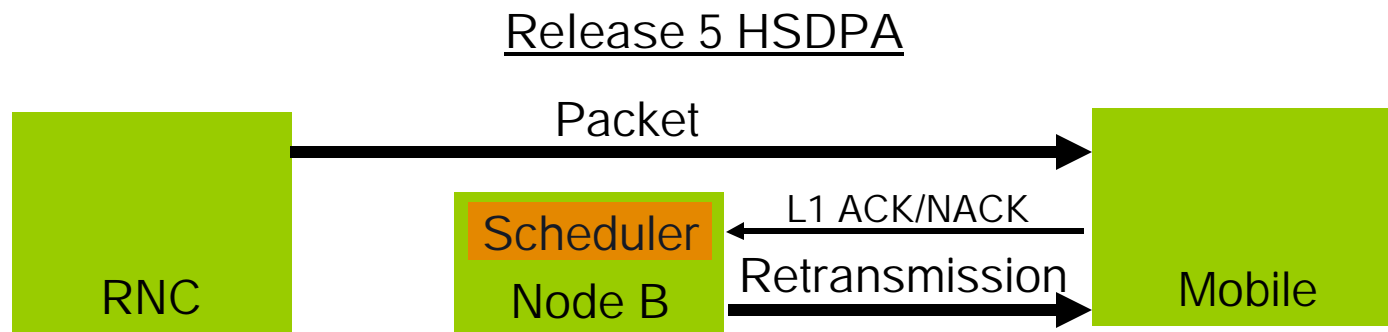 Release 5 HSDPA
Packet
L1 ACK/NACK
Scheduler
Retransmission
RNC
Node B
Mobile